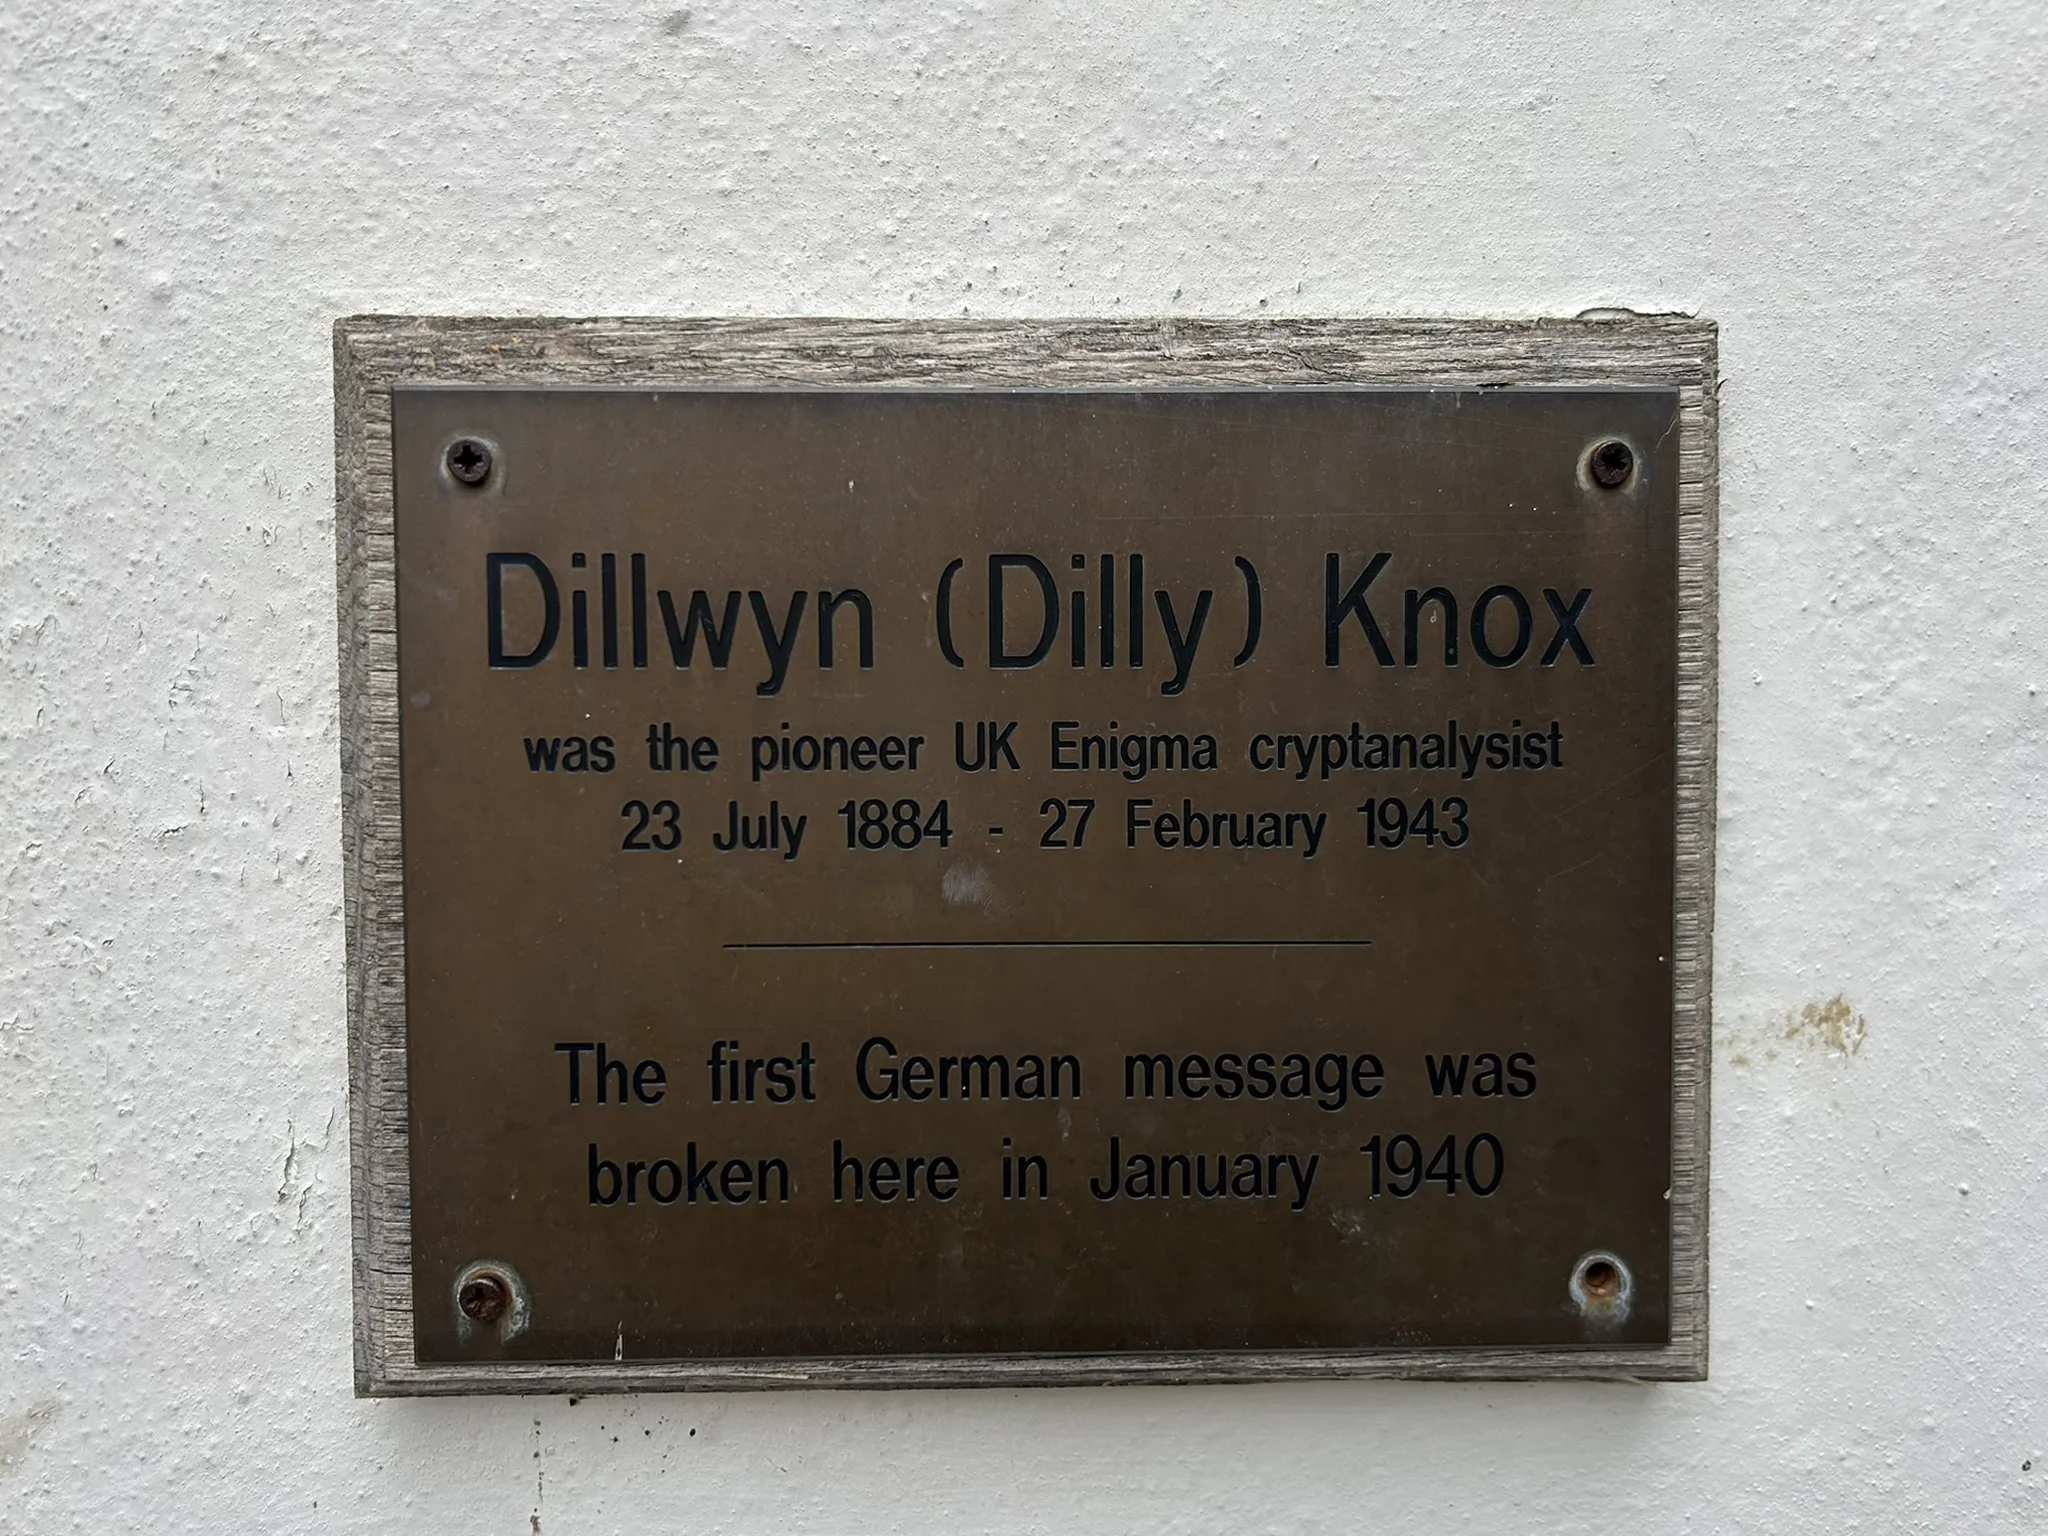 Dillwyn (Dilly) Knox
was the pioneer UK Enigma cryptanalysist
23 July 1884 - 27 February 1943
The first German message was
broken here in January 1940